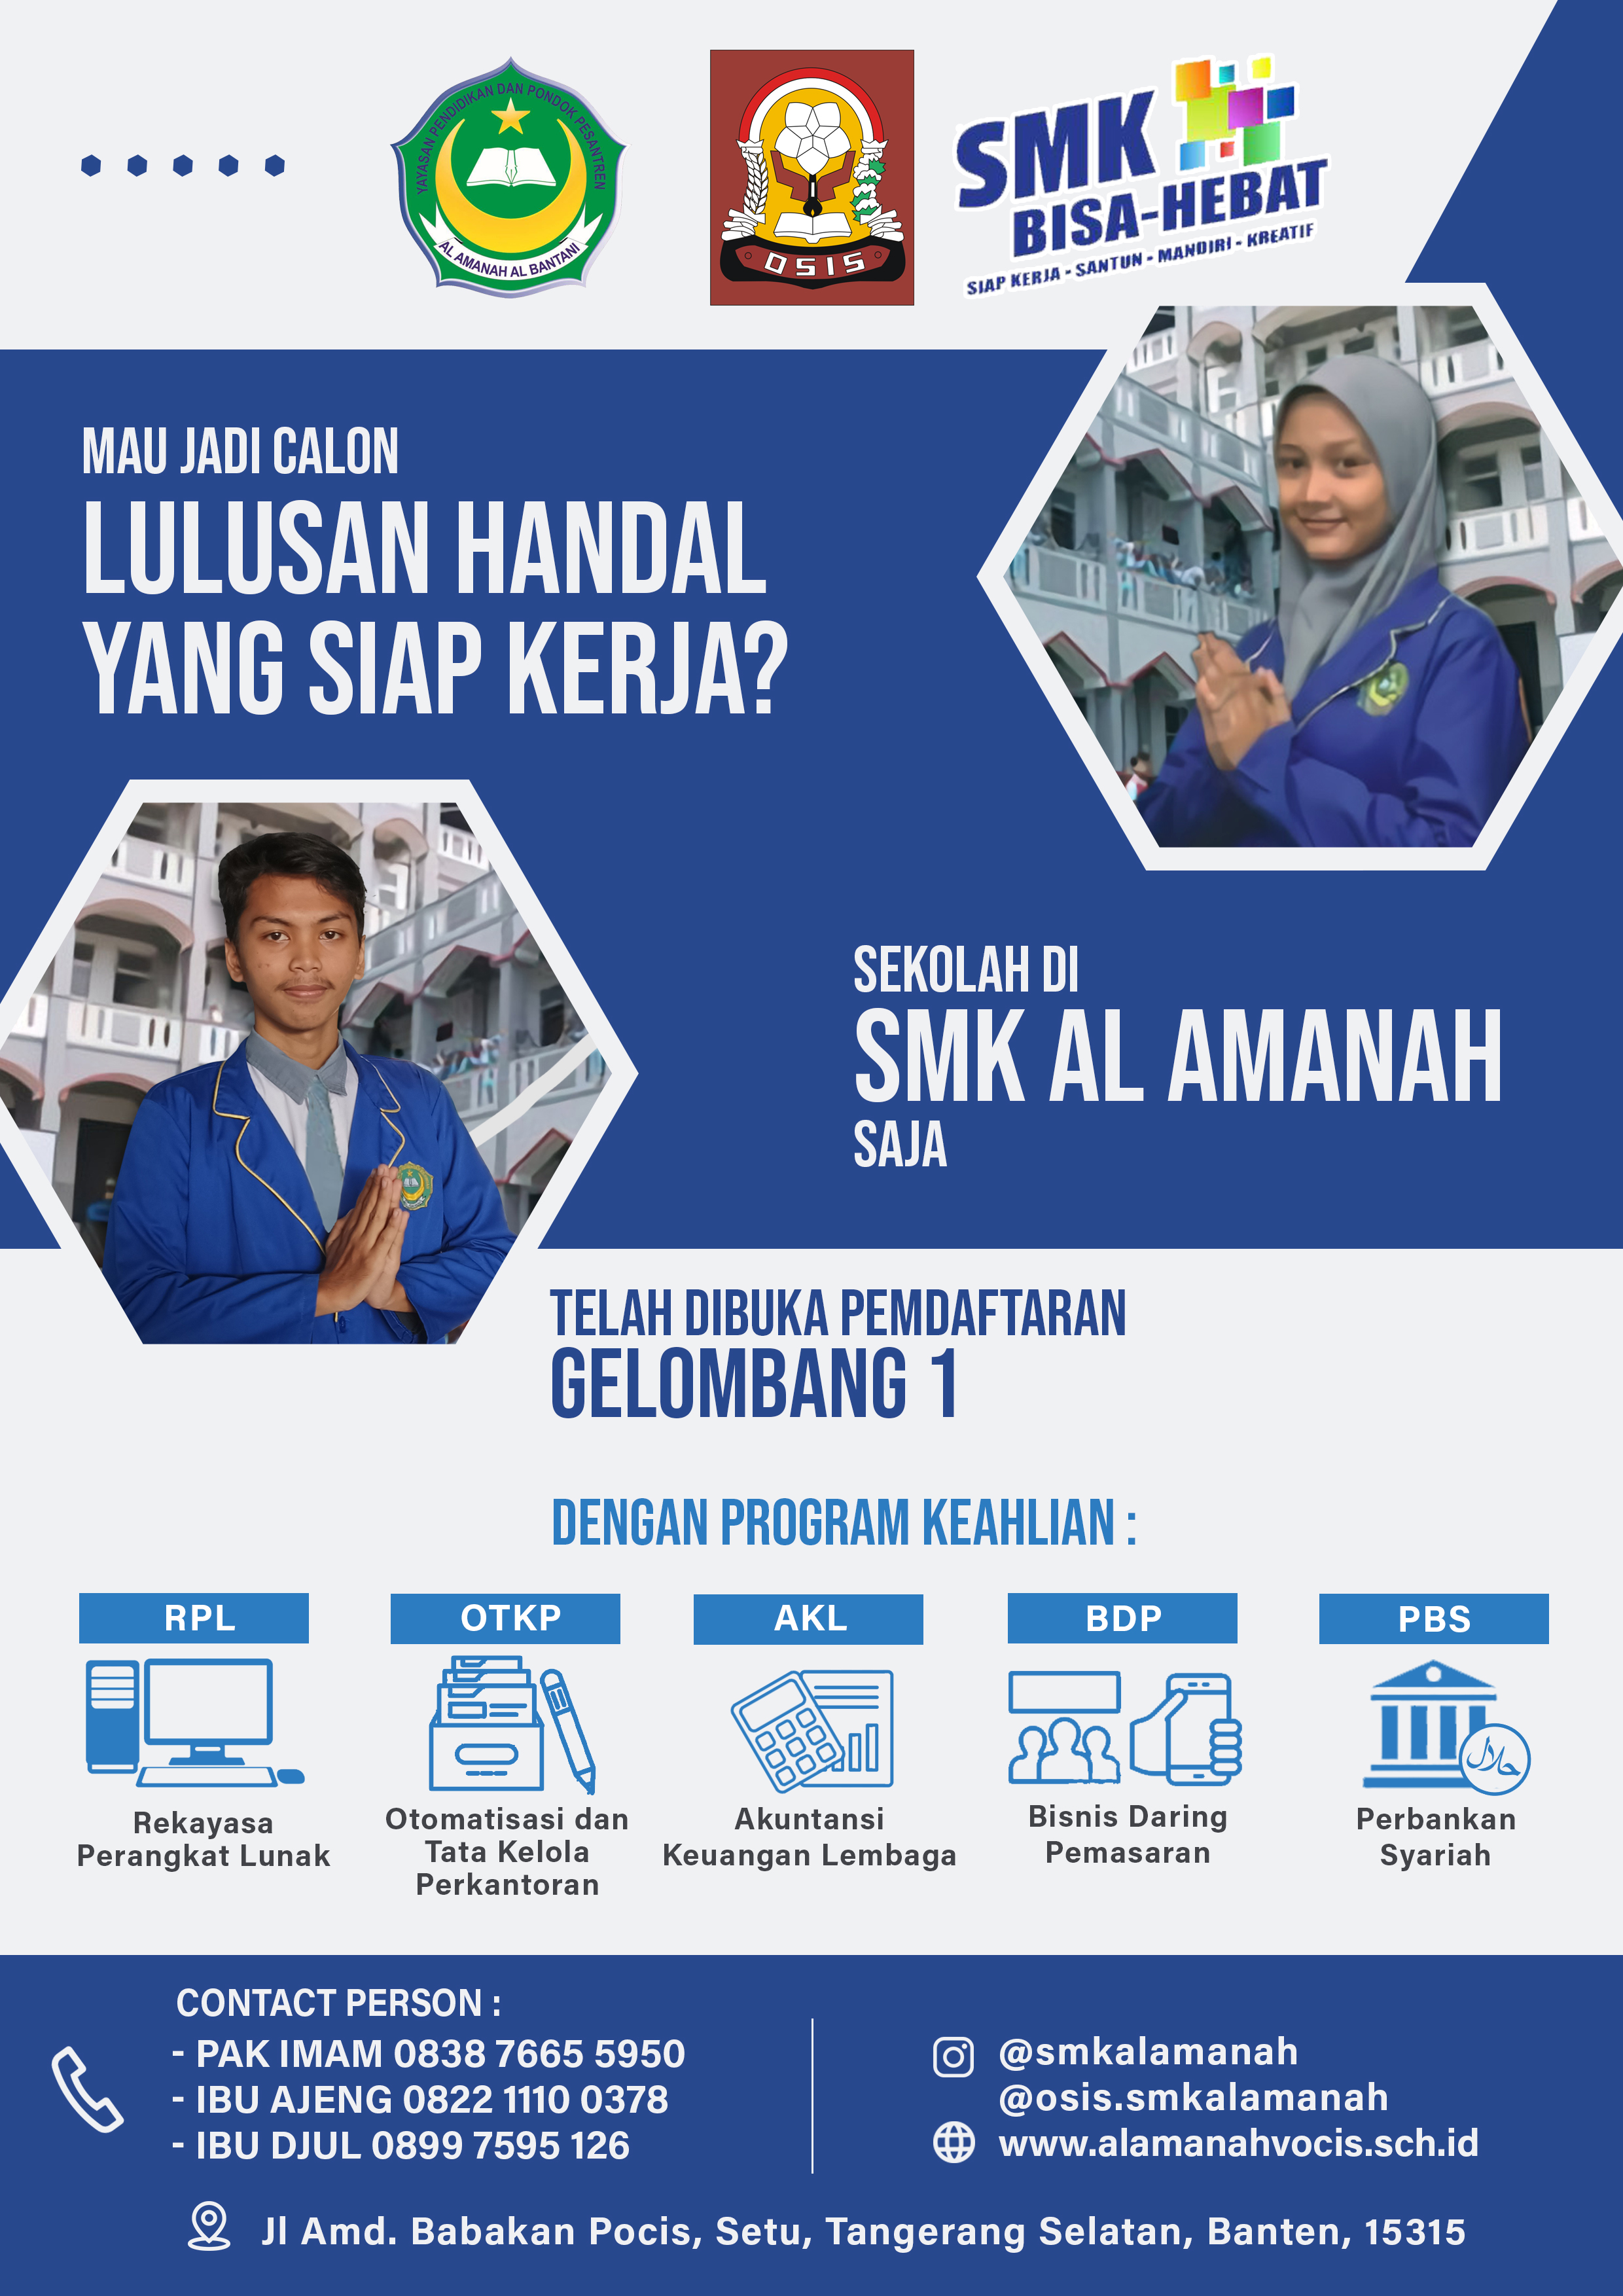 YAYASAN PENDIDIKAN DAN PONDOK PESANTREN
AL AMANAH AL BANTANI
OSIS
SMK
BISA-HEBAT
SIAP KERJA - SANTUN - MANDIRI - KREATIF
MAU JADI CALON
LULUSAN HANDAL
YANG SIAP KERJA?
SEKOLAH DI
SMK AL AMANAH
SAJA
TELAH DIBUKA PEMDAFTARAN
GELOMBANG 1
DENGAN PROGRAM KEAHLIAN :
RPL
Rekayasa
Perangkat Lunak
OTKP
Otomatisasi dan
Tata Kelola
Perkantoran
AKL
Akuntansi
Keuangan Lembaga
BDP
Bisnis Daring
Pemasaran
PBS
حلال
Perbankan
Syariah
CONTACT PERSON :
- PAK IMAM 0838 7665 5950
- IBU AJENG 0822 1110 0378
- IBU DJUL 0899 7595 126
@smkalamanah
@osis.smkalamanah
www.alamanahvocis.sch.id
Jl Amd. Babakan Pocis, Setu, Tangerang Selatan, Banten, 15315